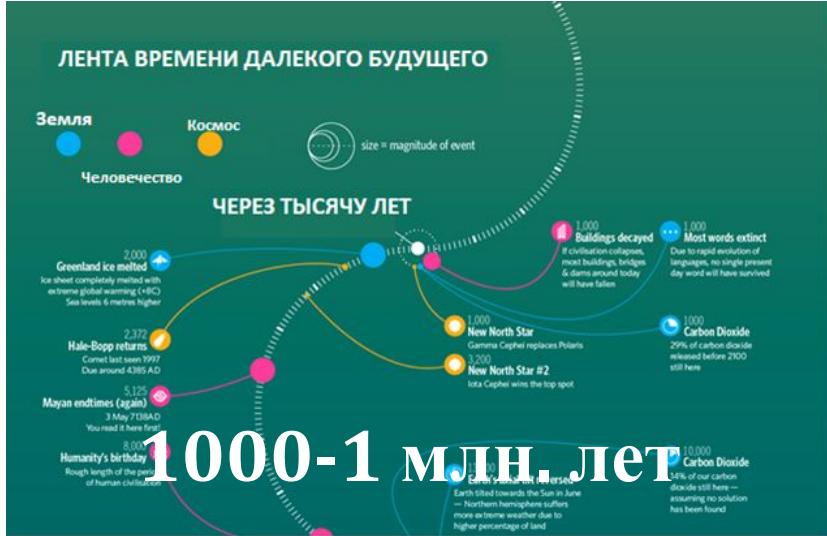 ЛЕНТА ВРЕМЕНИ ДАЛЕКОГО БУДУЩЕГО
Земля
Космос
Человечество
size = magnitude of event
ЧЕРЕЗ ТЫСЯЧУ ЛЕТ
2,000
Greenland ice melted
Ice sheet completely melted with
extreme global warming (+8C)
Sea levels 6 metres higher
1,000
Buildings decayed
If civilisation collapses,
most buildings, bridges
& dams around today
will have fallen
1,000
Most words extinct
Due to rapid evolution of
languages, no single present
day word will have survived
2,372
Hale-Bopp returns
Comet last seen 1997
Due around 4385 AD
1,000
New North Star
Gamma Cephei replaces Polaris
1000
Carbon Dioxide
29% of carbon dioxide
released before 2100
still here
3,200
New North Star #2
Iota Cephei wins the top spot
5,125
Mayan endtimes (again)
3 May 7138AD
You read it here first!
8,000
Humanity's birthday
Rough length of the period
of human civilisation
1000-1 млн. лет
Earth's
reversed
Earth tilted towards the Sun in June
— Northern hemisphere suffers
more extreme weather due to
higher percentage of land
10,000
Carbon Dioxide
14% of our carbon
dioxide still here —
assuming no solution
has been found